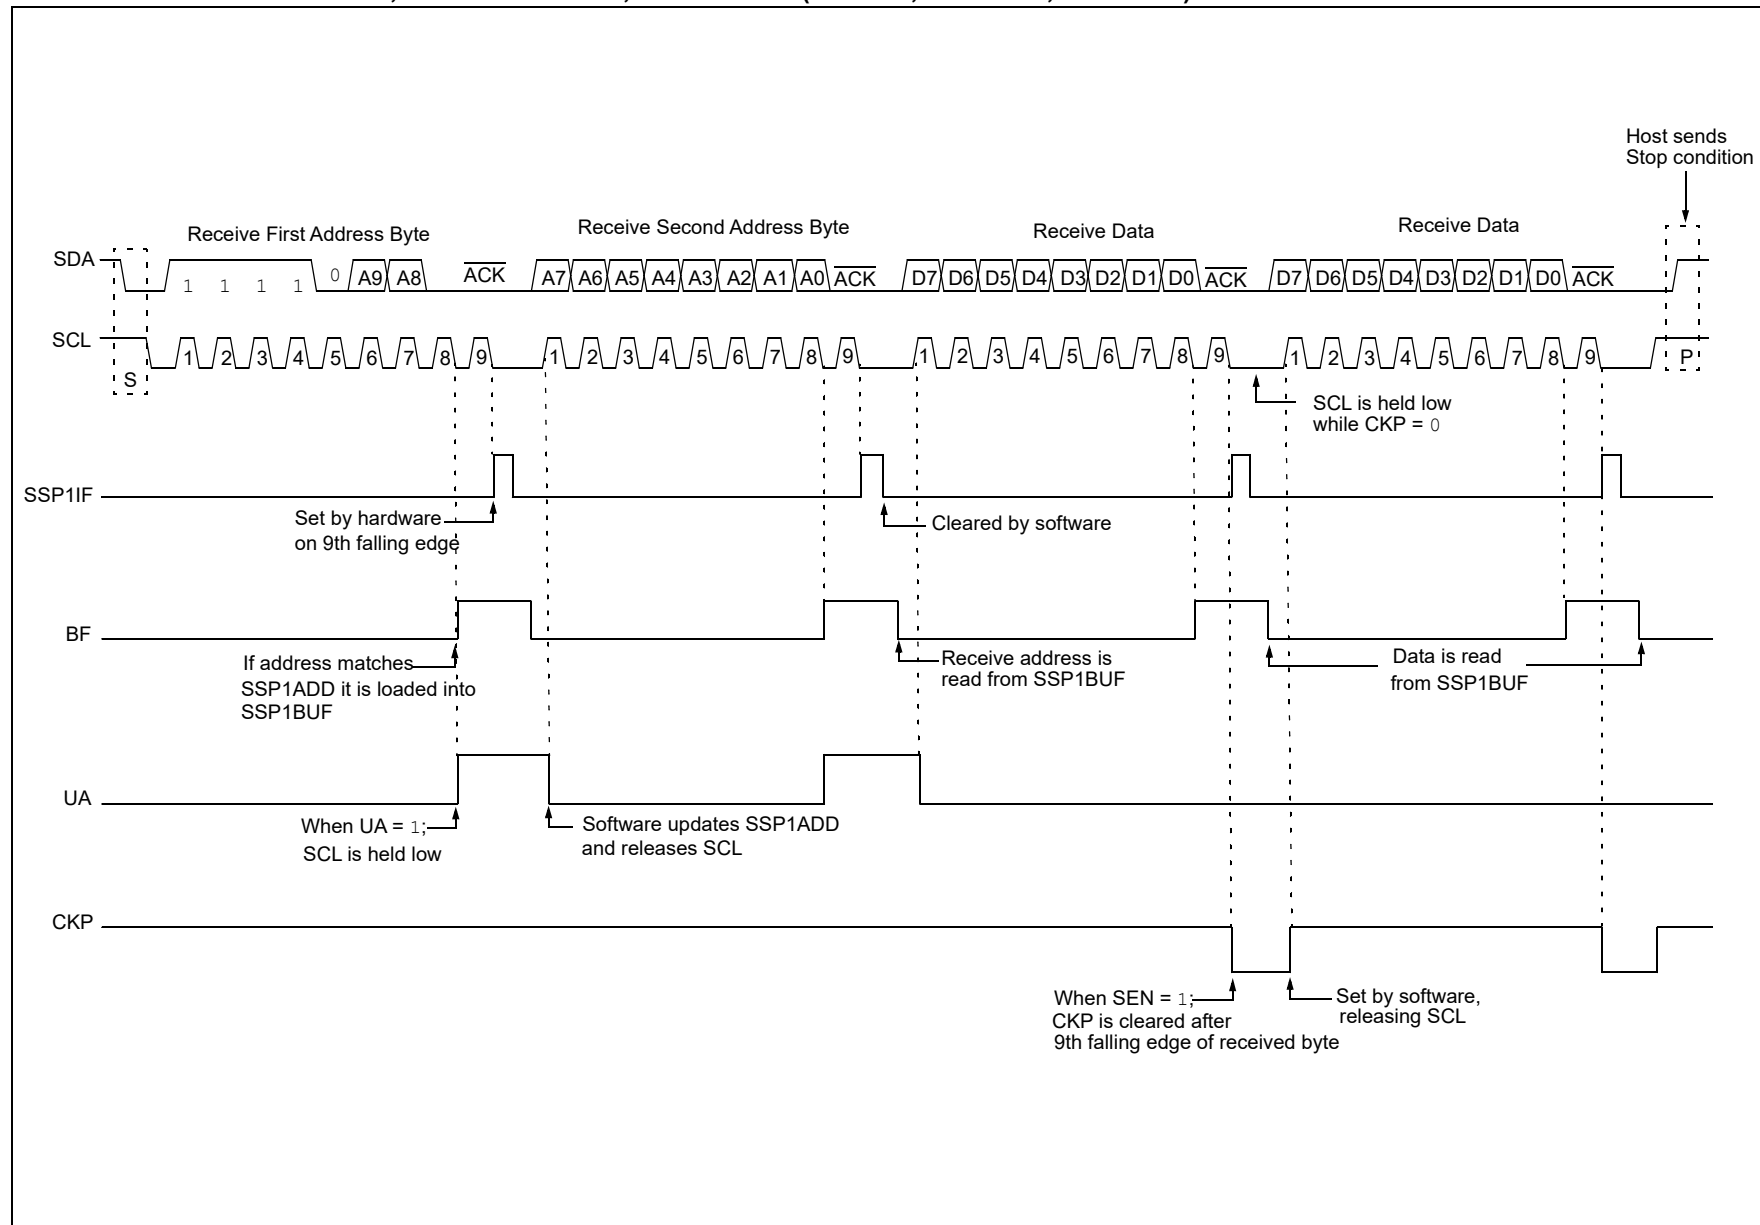 Host sends
Stop condition
Receive First Address Byte
Receive Second Address Byte
Receive Data
Receive Data
SDA
1 1 1 1 0 A9 A8 ACK A7 A6 A5 A4 A3 A2 A1 A0 ACK D7 D6 D5 D4 D3 D2 D1 D0 ACK D7 D6 D5 D4 D3 D2 D1 D0 ACK
SCL
S 1 2 3 4 5 6 7 8 9 1 2 3 4 5 6 7 8 9 1 2 3 4 5 6 7 8 9 1 2 3 4 5 6 7 8 9 P
SCL is held low
while CKP = 0
SSP1IF
Set by hardware
on 9th falling edge
Cleared by software
BF
If address matches
SSP1ADD it is loaded into
SSP1BUF
Receive address is
read from SSP1BUF
Data is read
from SSP1BUF
UA
When UA = 1;
SCL is held low
Software updates SSP1ADD
and releases SCL
CKP
When SEN = 1;
CKP is cleared after
9th falling edge of received byte
Set by software,
releasing SCL